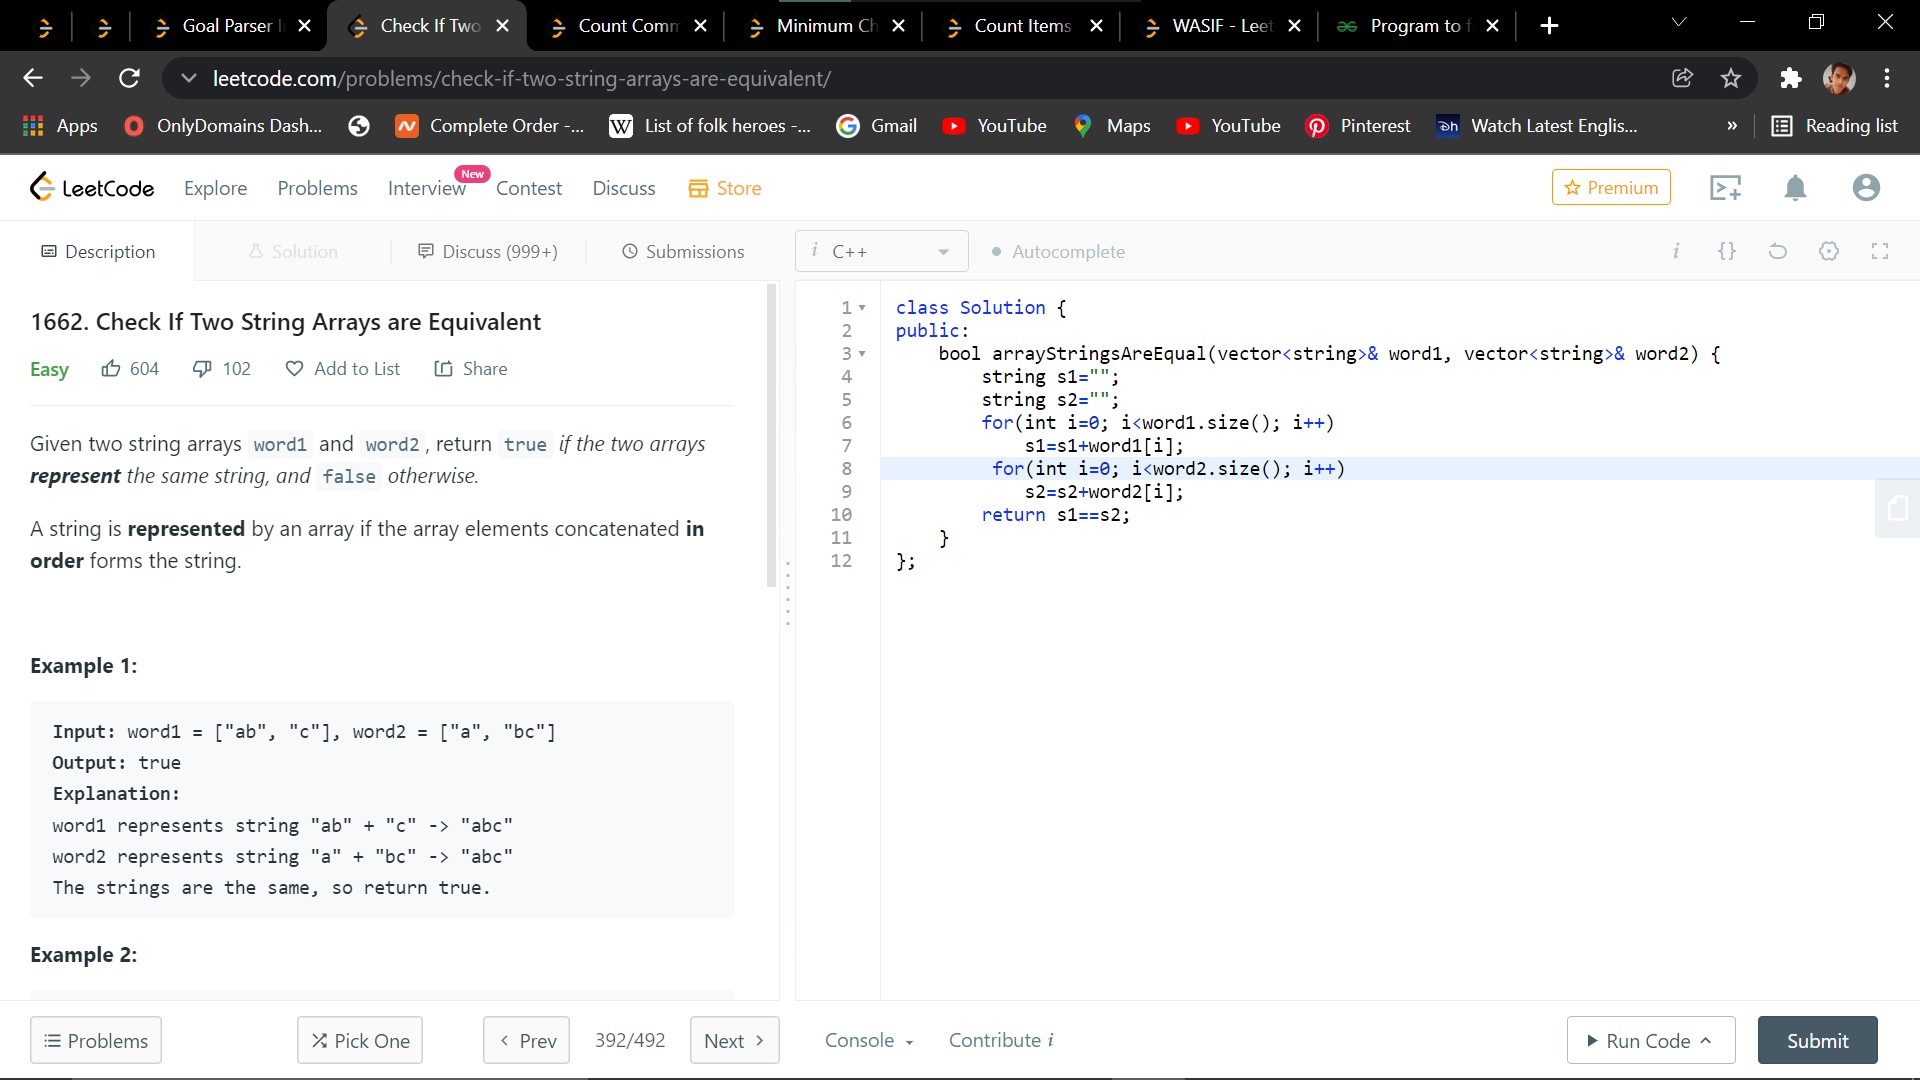 Goal Parser I
Check If Two
Count Comm
Minimum Ch
Count Items
WASIF - Leet
Program to f
leetcode.com/problems/check-if-two-string-arrays-are-equivalent/
Apps
OnlyDomains Dash...
Complete Order -...
W List of folk heroes -...
Gmail
YouTube
Maps
YouTube
Pinterest
Dh Watch Latest Englis...
»
Reading list
LeetCode
Explore
Problems
Interview
New
Contest
Discuss
Store
Premium
Description
Solution
Discuss (999+)
Submissions
i C++
Autocomplete
i {}
1662. Check If Two String Arrays are Equivalent
Easy 604 102 Add to List Share
Given two string arrays word1 and word2, return true if the two arrays
represent the same string, and false otherwise.
A string is represented by an array if the array elements concatenated in
order forms the string.
Example 1:
Input: word1 = ["ab", "c"], word2 = ["a", "bc"]
Output: true
Explanation:
word1 represents string "ab" + "c" -> "abc"
word2 represents string "a" + "bc" -> "abc"
The strings are the same, so return true.
Example 2:
1 class Solution {
2 public:
3 bool arrayStringsAreEqual(vector<string>& word1, vector<string>& word2) {
4 string s1="";
5 string s2="";
6 for(int i=0; i<word1.size(); i++)
7 s1=s1+word1[i];
8 for(int i=0; i<word2.size(); i++)
9 s2=s2+word2[i];
10 return s1==s2;
11 }
12 };
Problems
Pick One
Prev
392/492
Next
Console
Contribute i
Run Code
Submit